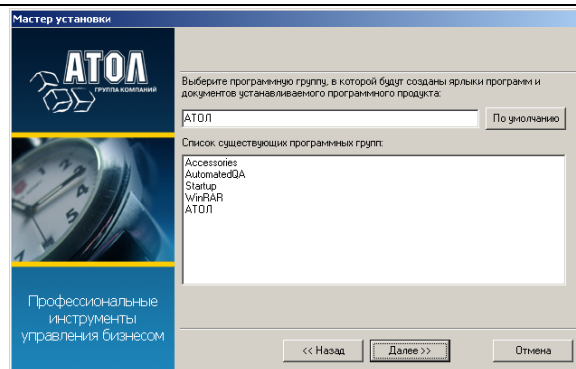 Мастер установки
АТОЛ
ГРУППА КОМПАНИЙ
Выберите программную группу, в которой будут созданы ярлыки программ и
документов устанавливаемого программного продукта:
АТОЛ
По умолчанию
Список существующих программных групп:
Accessories
AutomatedQA
Startup
WinRAR
АТОЛ
Профессиональные
инструменты
управления бизнесом
<< Назад
Далее >>
Отмена